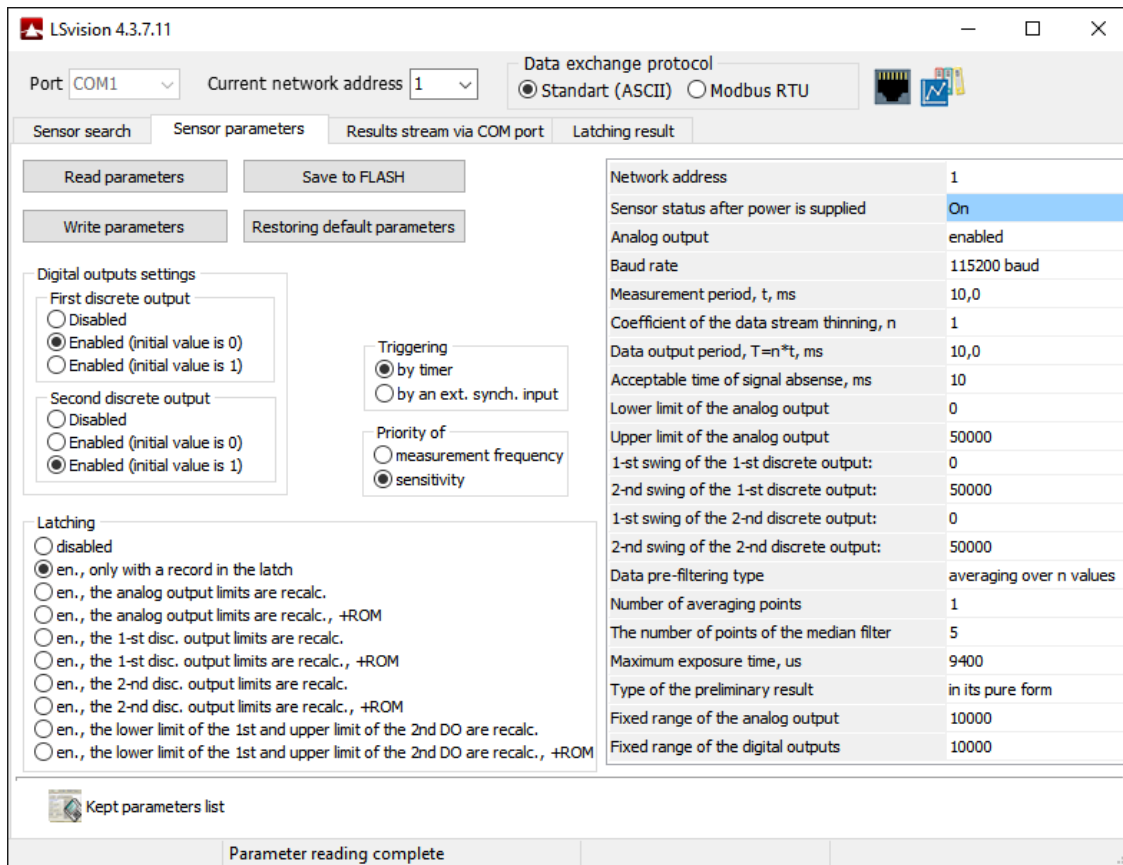 LSvision 4.3.7.11
Port COM1 Current network address 1 Data exchange protocol
Standart (ASCII) Modbus RTU
Sensor search Sensor parameters Results stream via COM port Latching result
Read parameters Save to FLASH
Write parameters Restoring default parameters
Digital outputs settings
First discrete output
Disabled
Enabled (initial value is 0)
Enabled (initial value is 1)
Second discrete output
Disabled
Enabled (initial value is 0)
Enabled (initial value is 1)
Triggering
by timer
by an ext. synch. input
Priority of
measurement frequency
sensitivity
Latching
disabled
en., only with a record in the latch
en., the analog output limits are recalc.
en., the analog output limits are recalc., +ROM
en., the 1-st disc. output limits are recalc.
en., the 1-st disc. output limits are recalc., +ROM
en., the 2-nd disc. output limits are recalc.
en., the 2-nd disc. output limits are recalc., +ROM
en., the lower limit of the 1st and upper limit of the 2nd DO are recalc.
en., the lower limit of the 1st and upper limit of the 2nd DO are recalc., +ROM
Network address 1
Sensor status after power is supplied On
Analog output enabled
Baud rate 115200 baud
Measurement period, t, ms 10,0
Coefficient of the data stream thinning, n 1
Data output period, T=n*t, ms 10,0
Acceptable time of signal absense, ms 10
Lower limit of the analog output 0
Upper limit of the analog output 50000
1-st swing of the 1-st discrete output: 0
2-nd swing of the 1-st discrete output: 50000
1-st swing of the 2-nd discrete output: 0
2-nd swing of the 2-nd discrete output: 50000
Data pre-filtering type averaging over n values
Number of averaging points 1
The number of points of the median filter 5
Maximum exposure time, us 9400
Type of the preliminary result in its pure form
Fixed range of the analog output 10000
Fixed range of the digital outputs 10000
Kept parameters list
Parameter reading complete